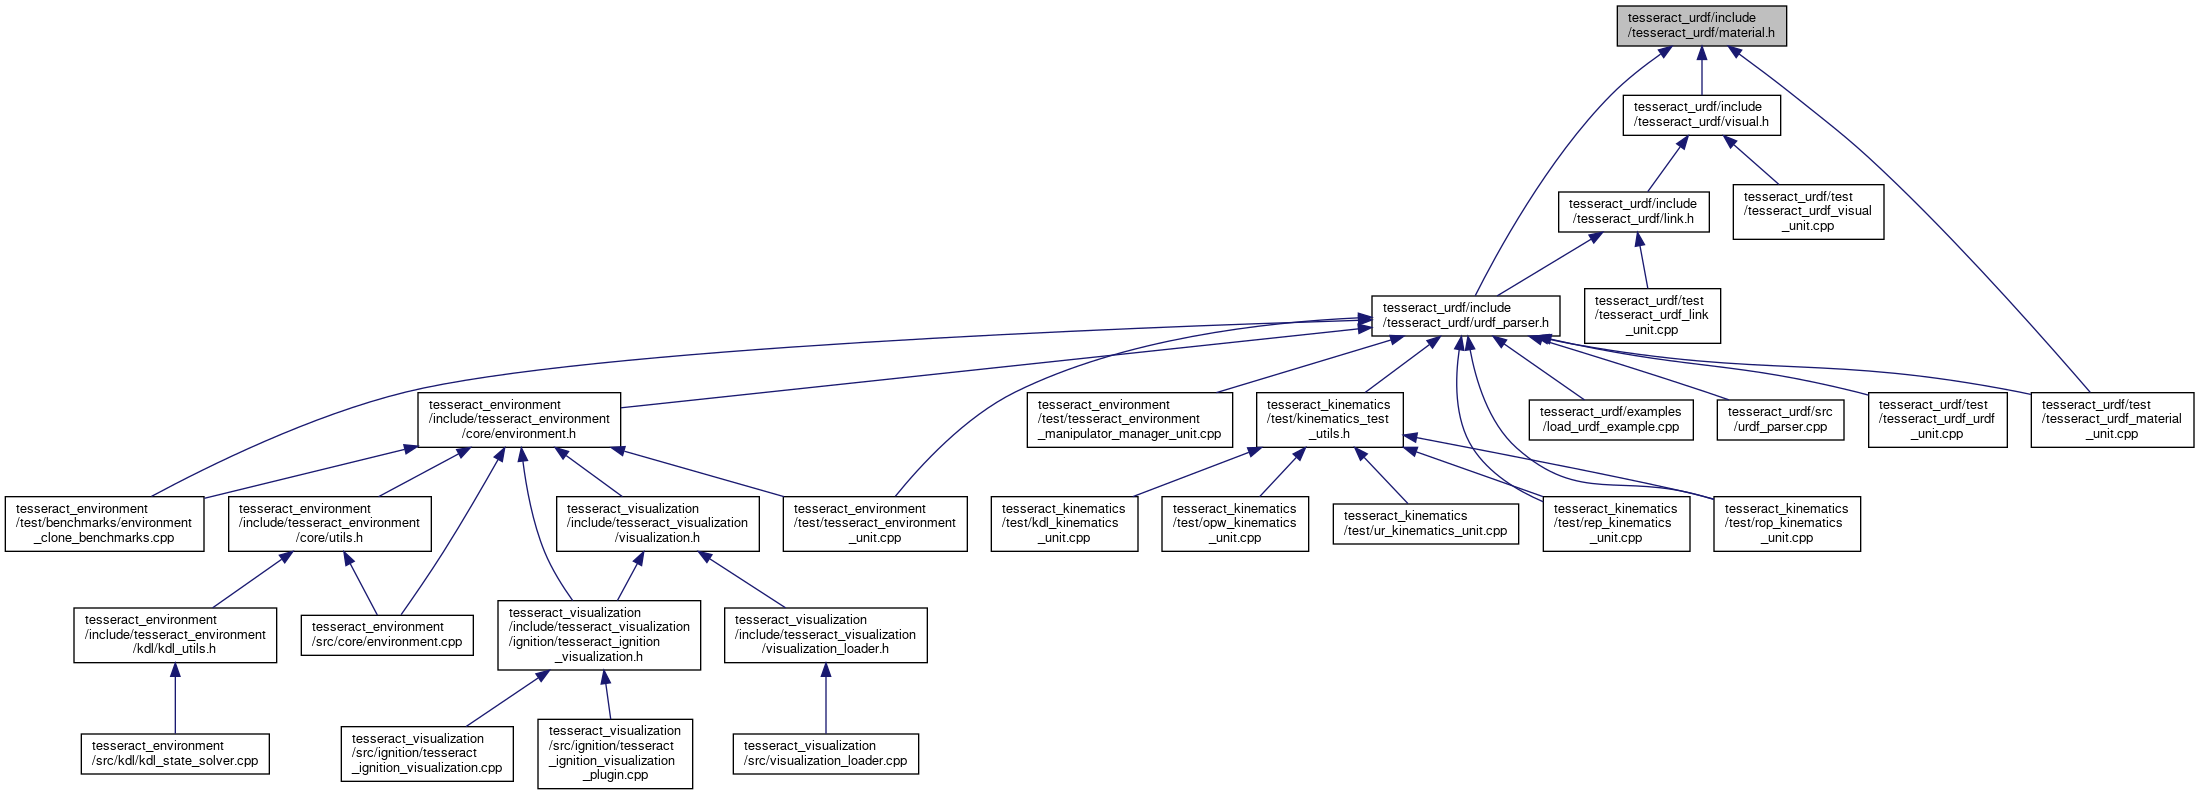 tesseract_urdf/include
/tesseract_urdf/material.h
tesseract_urdf/include
/tesseract_urdf/visual.h
tesseract_urdf/include
/tesseract_urdf/link.h
tesseract_urdf/test
/tesseract_urdf_visual
_unit.cpp
tesseract_urdf/include
/tesseract_urdf/urdf_parser.h
tesseract_urdf/test
/tesseract_urdf_link
_unit.cpp
tesseract_environment
/include/tesseract_environment
/core/environment.h
tesseract_environment
/test/tesseract_environment
_manipulator_manager_unit.cpp
tesseract_kinematics
/test/kinematics_test
_utils.h
tesseract_urdf/examples
/load_urdf_example.cpp
tesseract_urdf/src
/urdf_parser.cpp
tesseract_urdf/test
/tesseract_urdf_urdf
_unit.cpp
tesseract_urdf/test
/tesseract_urdf_material
_unit.cpp
tesseract_environment
/test/benchmarks/environment
_clone_benchmarks.cpp
tesseract_environment
/include/tesseract_environment
/core/utils.h
tesseract_visualization
/include/tesseract_visualization
/visualization.h
tesseract_environment
/test/tesseract_environment
_unit.cpp
tesseract_kinematics
/test/kdl_kinematics
_unit.cpp
tesseract_kinematics
/test/opw_kinematics
_unit.cpp
tesseract_kinematics
/test/ur_kinematics_unit.cpp
tesseract_kinematics
/test/rep_kinematics
_unit.cpp
tesseract_kinematics
/test/rop_kinematics
_unit.cpp
tesseract_environment
/include/tesseract_environment
/kdl/kdl_utils.h
tesseract_environment
/src/core/environment.cpp
tesseract_visualization
/include/tesseract_visualization
/ignition/tesseract_ignition
_visualization.h
tesseract_visualization
/include/tesseract_visualization
/visualization_loader.h
tesseract_environment
/src/kdl/kdl_state_solver.cpp
tesseract_visualization
/src/ignition/tesseract
_ignition_visualization.cpp
tesseract_visualization
/src/ignition/tesseract
_ignition_visualization
_plugin.cpp
tesseract_visualization
/src/visualization_loader.cpp